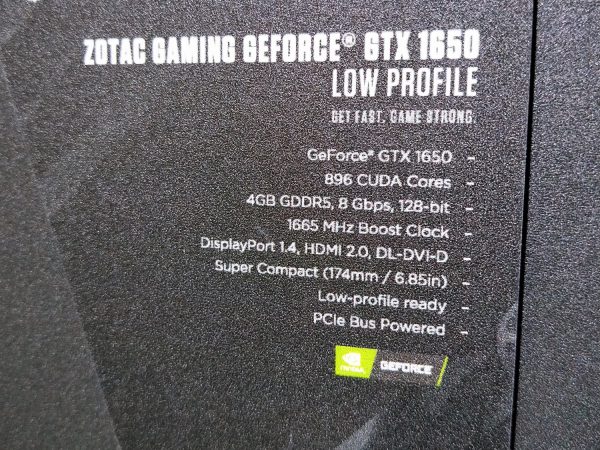 ZOTAC GAMING GEFORCE® GTX 1650
LOW PROFILE
GET FAST. GAME STRONG.
GeForce® GTX 1650 -
896 CUDA Cores -
4GB GDDR5, 8 Gbps, 128-bit -
1665 MHz Boost Clock -
DisplayPort 1.4, HDMI 2.0, DL-DVI-D -
Super Compact (174mm / 6.85in) -
Low-profile ready -
PCIe Bus Powered -
NVIDIA GEFORCE